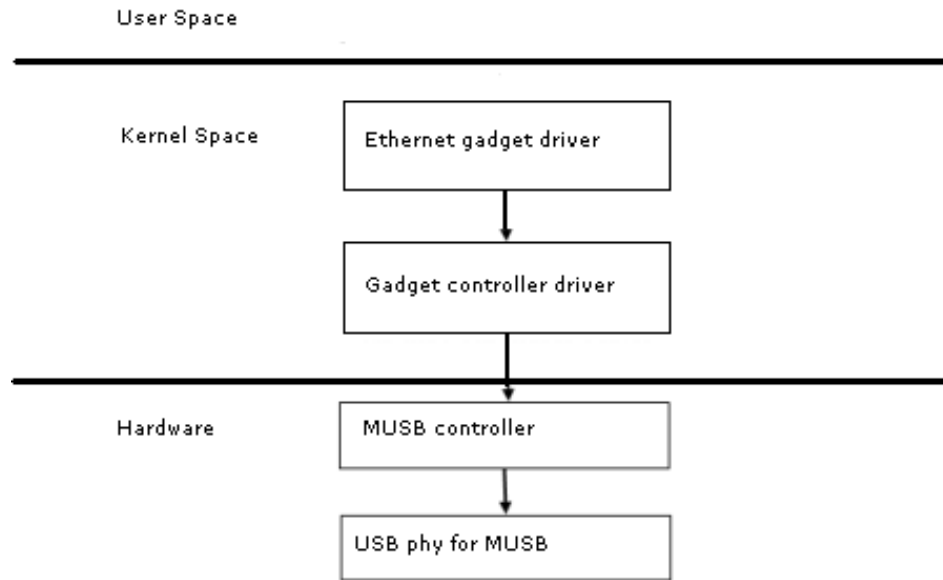 User Space
Kernel Space
Ethernet gadget driver
Gadget controller driver
Hardware
MUSB controller
USB phy for MUSB